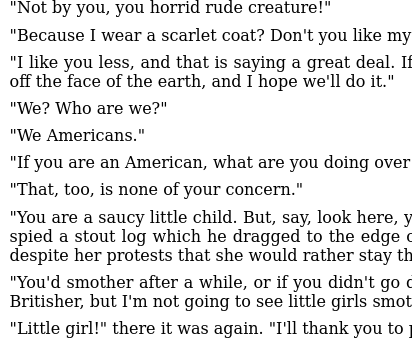 "Not by you, you horrid rude creature!"
"Because I wear a scarlet coat? Don't you like my
"I like you less, and that is saying a great deal. If
off the face of the earth, and I hope we'll do it."
"We? Who are we?"
"We Americans."
"If you are an American, what are you doing over
"That, too, is none of your concern."
"You are a saucy little child. But, say, look here, y
spied a stout log which he dragged to the edge o
despite her protests that she would rather stay th
"You'd smother after a while, or if you didn't go d
Britisher, but I'm not going to see little girls smot
"Little girl!" there it was again. "I'll thank you to p